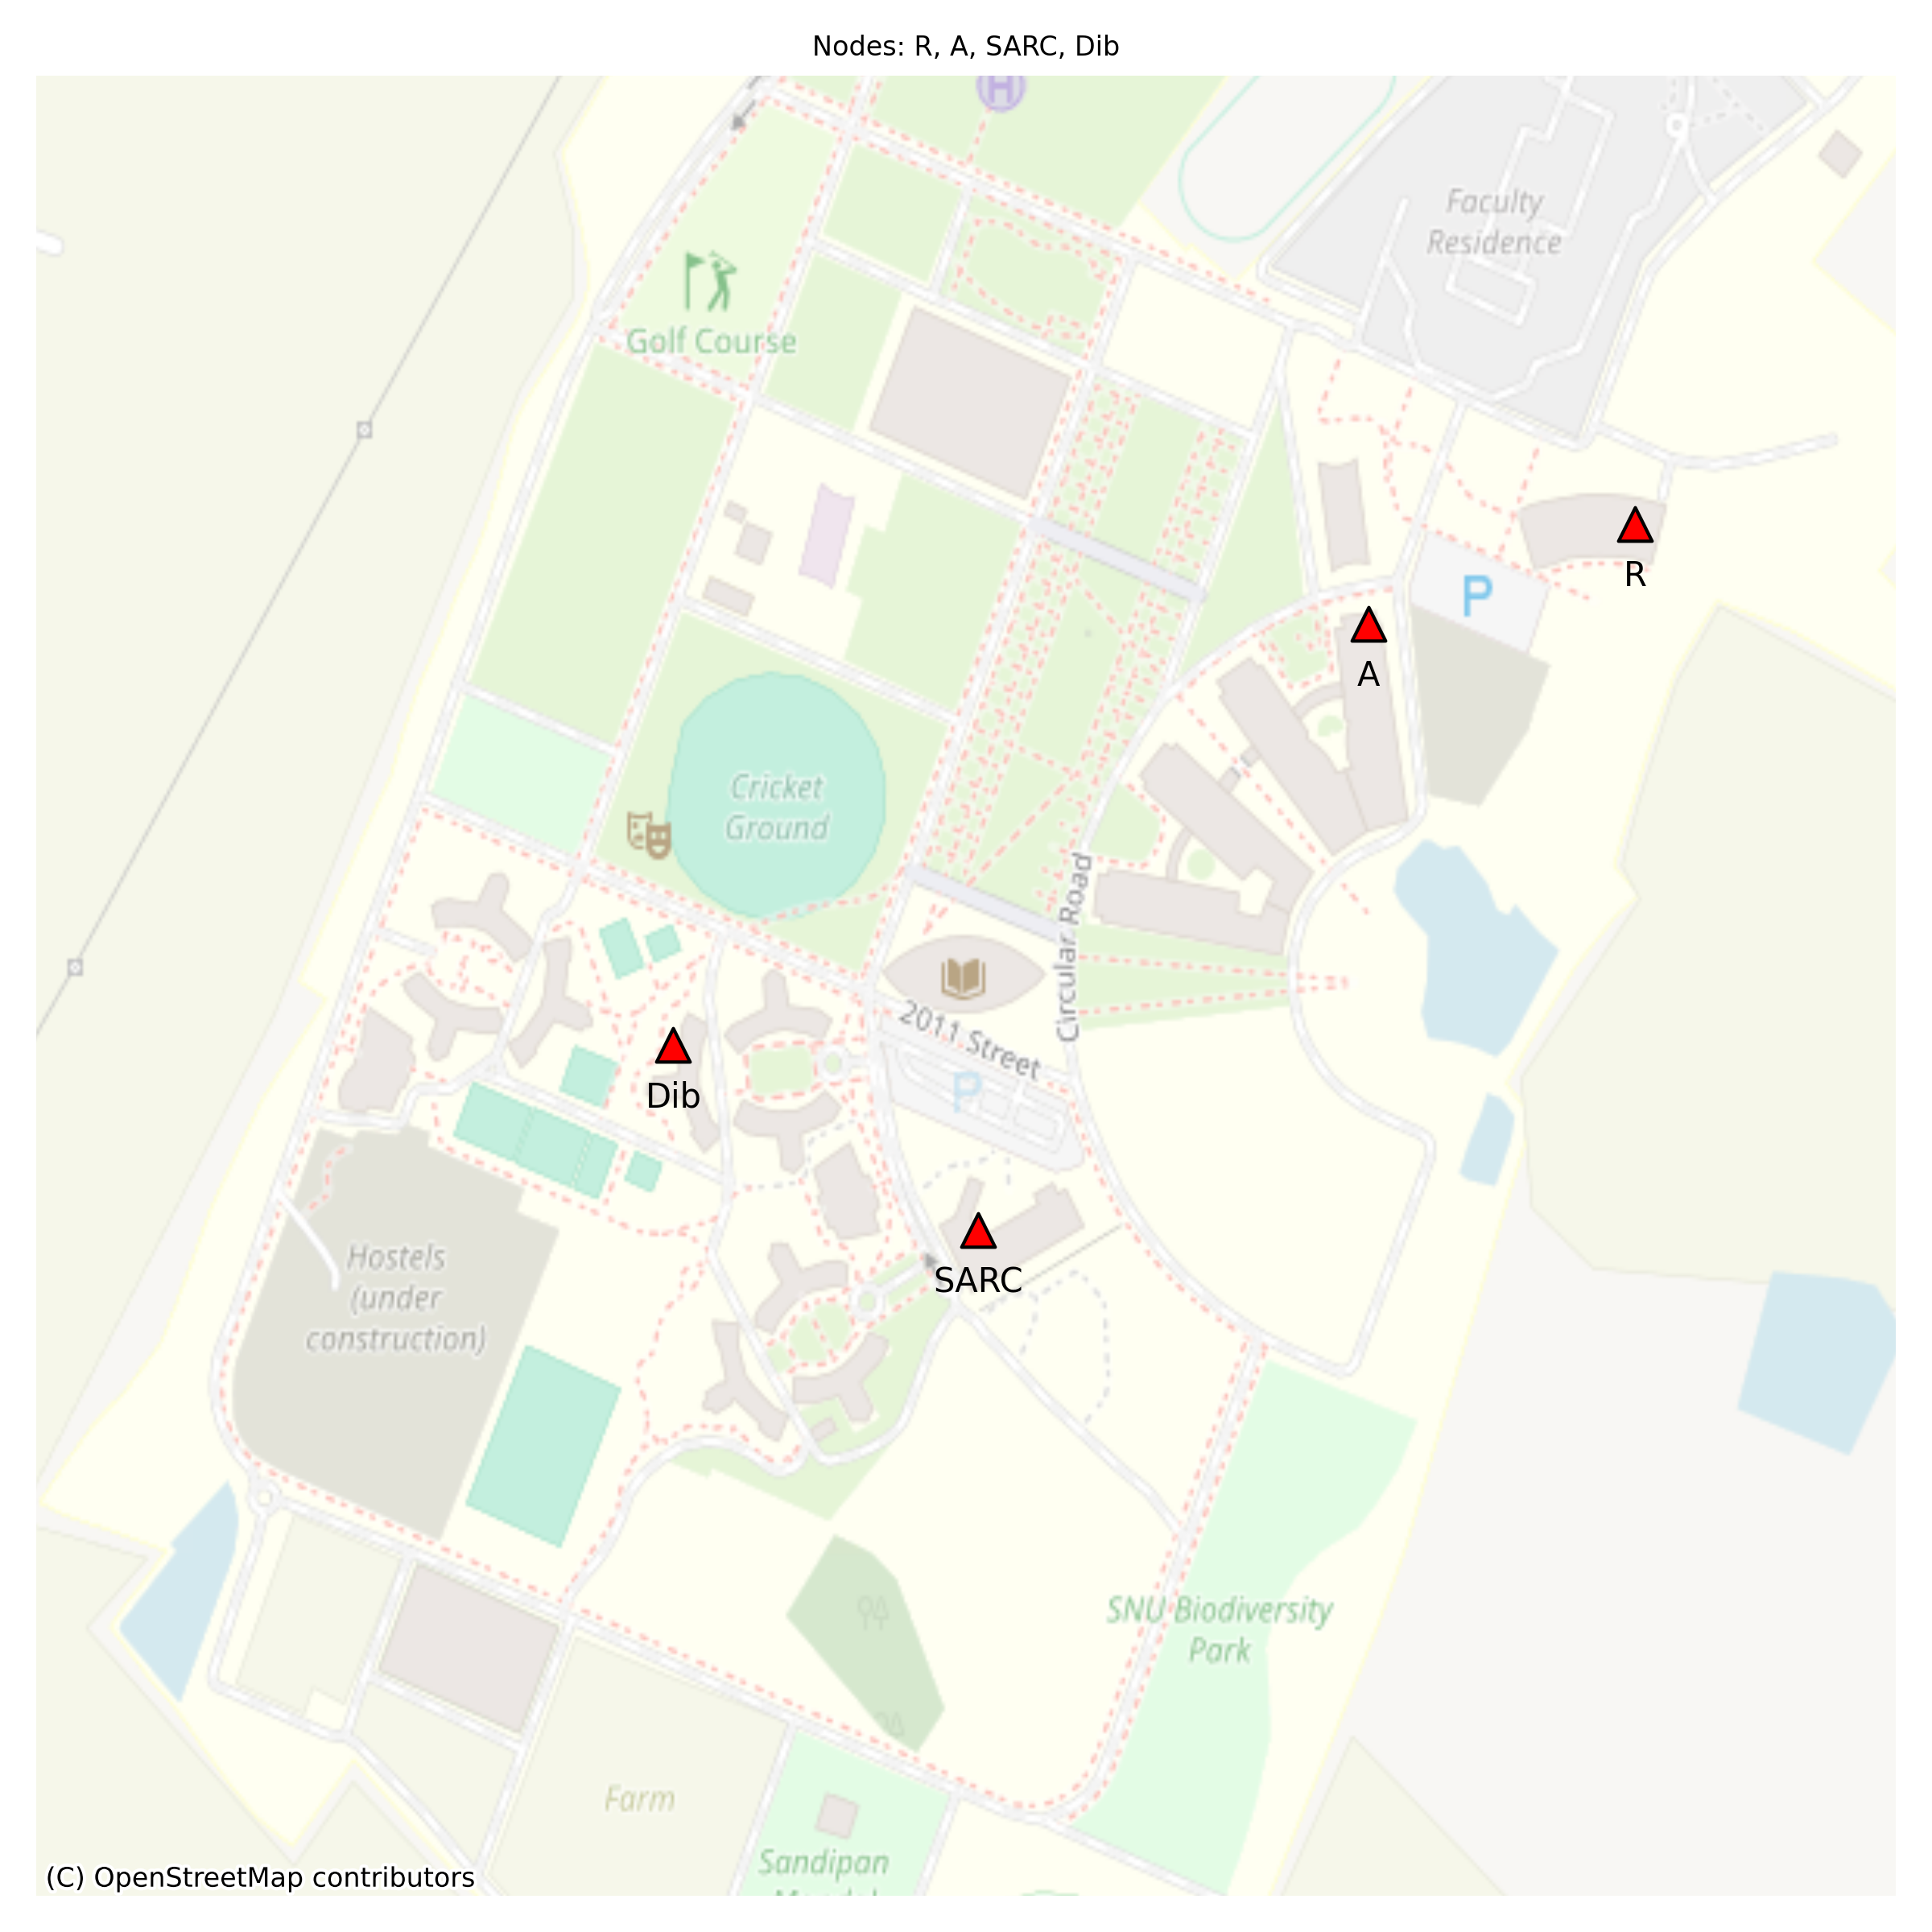 Nodes: R, A, SARC, Dib
H
Faculty
Residence
Golf Course
R
P
A
Cricket
Ground
Circular Road
2011 Street
P
Dib
SARC
Hostels
(under
construction)
SNU Biodiversity
Park
Farm
Sandipan
(C) OpenStreetMap contributors